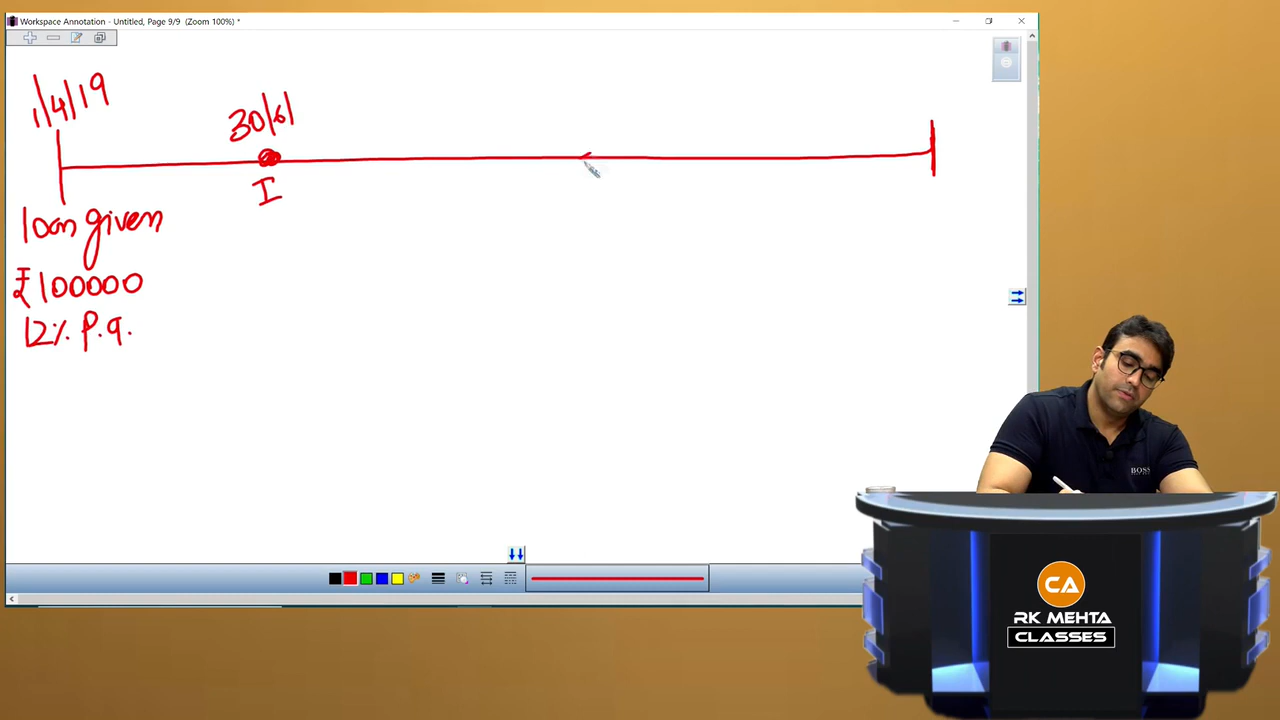 Workspace Annotation - Untitled, Page 9/9 (Zoom 100%) *
1/4/19
30/6/
I
loan given
₹100000
12% p.a.
BOSS
CA
RK MEHTA
CLASSES